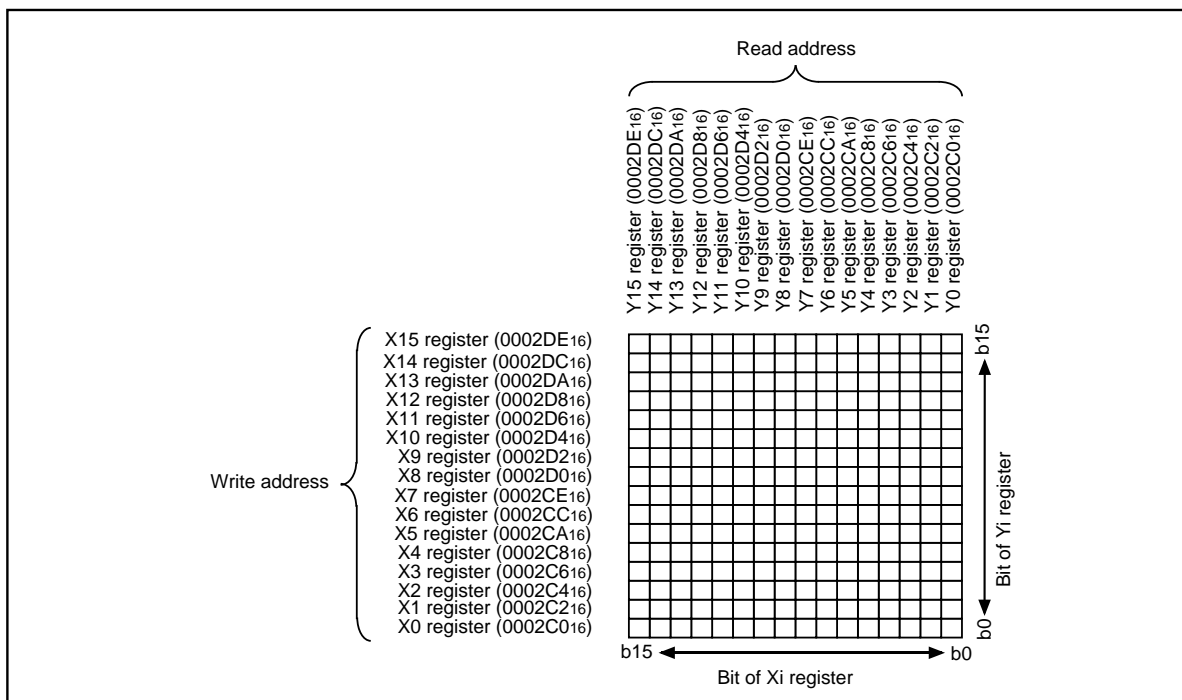 Read address
Y15 register (0002DE16)
Y14 register (0002DC16)
Y13 register (0002DA16)
Y12 register (0002D816)
Y11 register (0002D616)
Y10 register (0002D416)
Y9 register (0002D216)
Y8 register (0002D016)
Y7 register (0002CE16)
Y6 register (0002CC16)
Y5 register (0002CA16)
Y4 register (0002C816)
Y3 register (0002C616)
Y2 register (0002C416)
Y1 register (0002C216)
Y0 register (0002C016)
Write address
X15 register (0002DE16)
X14 register (0002DC16)
X13 register (0002DA16)
X12 register (0002D816)
X11 register (0002D616)
X10 register (0002D416)
X9 register (0002D216)
X8 register (0002D016)
X7 register (0002CE16)
X6 register (0002CC16)
X5 register (0002CA16)
X4 register (0002C816)
X3 register (0002C616)
X2 register (0002C416)
X1 register (0002C216)
X0 register (0002C016)
b15
Bit of Yi register
b0
b15
b0
Bit of Xi register